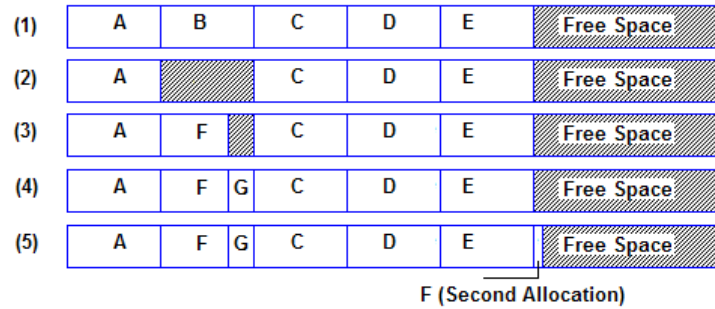 (1) A B C D E Free Space
(2) A C D E Free Space
(3) A F C D E Free Space
(4) A F G C D E Free Space
(5) A F G C D E Free Space
F (Second Allocation)